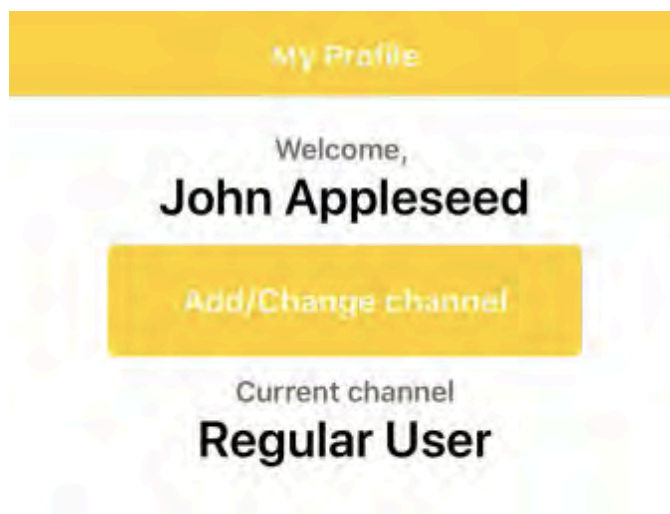 My Profile
Welcome,
John Appleseed
Add/Change channel
Current channel
Regular User